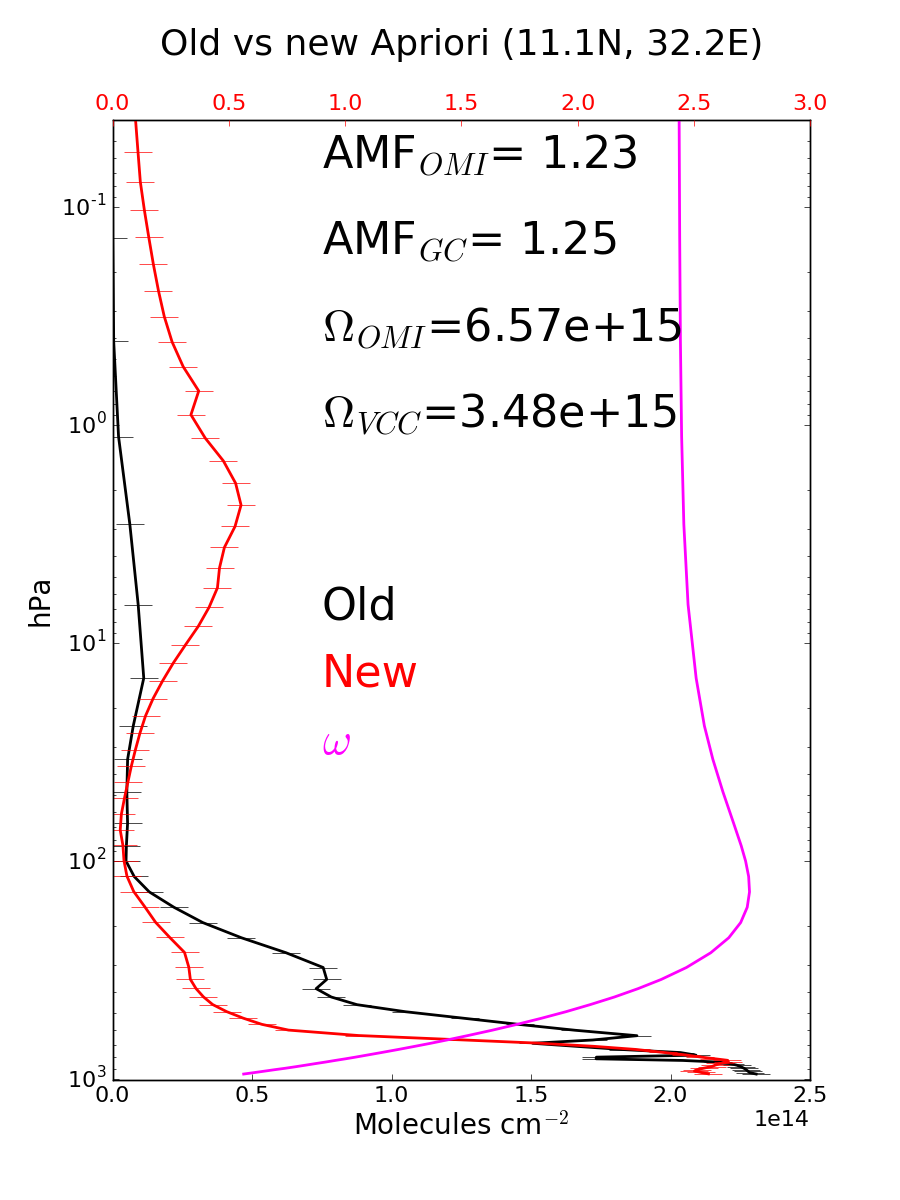 Old vs new Apriori (11.1N, 32.2E)
0.0 0.5 1.0 1.5 2.0 2.5 3.0
AMF_OMI= 1.23
10^-1
AMF_GC= 1.25
Ω_OMI=6.57e+15
Ω_VCC=3.48e+15
10^0
hPa
Old
10^1
New
ω
10^2
10^3
0.0 0.5 1.0 1.5 2.0 2.5
1e14
Molecules cm^−2